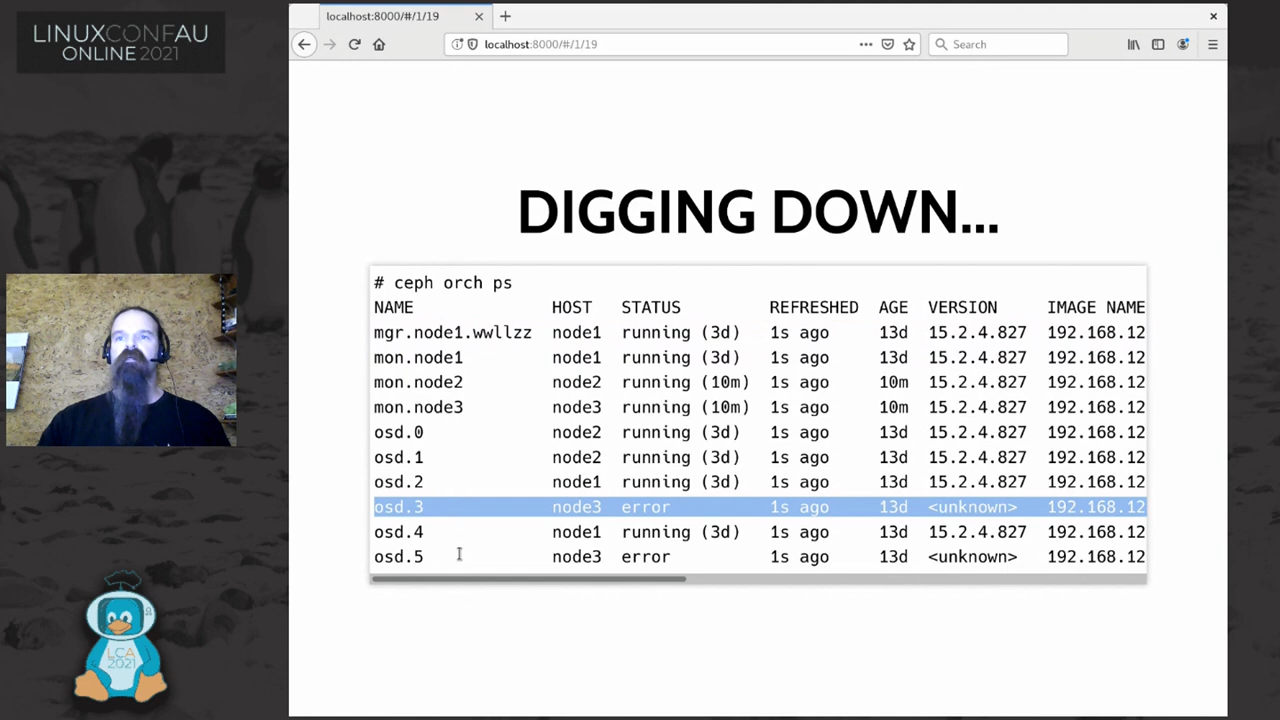 LINUXCONFAU
ONLINE 2021
localhost:8000/#/1/19
localhost:8000/#/1/19
Search
DIGGING DOWN...
# ceph orch ps
NAME HOST STATUS REFRESHED AGE VERSION IMAGE NAME
mgr.node1.wwllzz node1 running (3d) 1s ago 13d 15.2.4.827 192.168.12
mon.node1 node1 running (3d) 1s ago 13d 15.2.4.827 192.168.12
mon.node2 node2 running (10m) 1s ago 10m 15.2.4.827 192.168.12
mon.node3 node3 running (10m) 1s ago 10m 15.2.4.827 192.168.12
osd.0 node2 running (3d) 1s ago 13d 15.2.4.827 192.168.12
osd.1 node2 running (3d) 1s ago 13d 15.2.4.827 192.168.12
osd.2 node1 running (3d) 1s ago 13d 15.2.4.827 192.168.12
osd.3 node3 error 1s ago 13d <unknown> 192.168.12
osd.4 node1 running (3d) 1s ago 13d 15.2.4.827 192.168.12
osd.5 node3 error 1s ago 13d <unknown> 192.168.12
LCA
2021